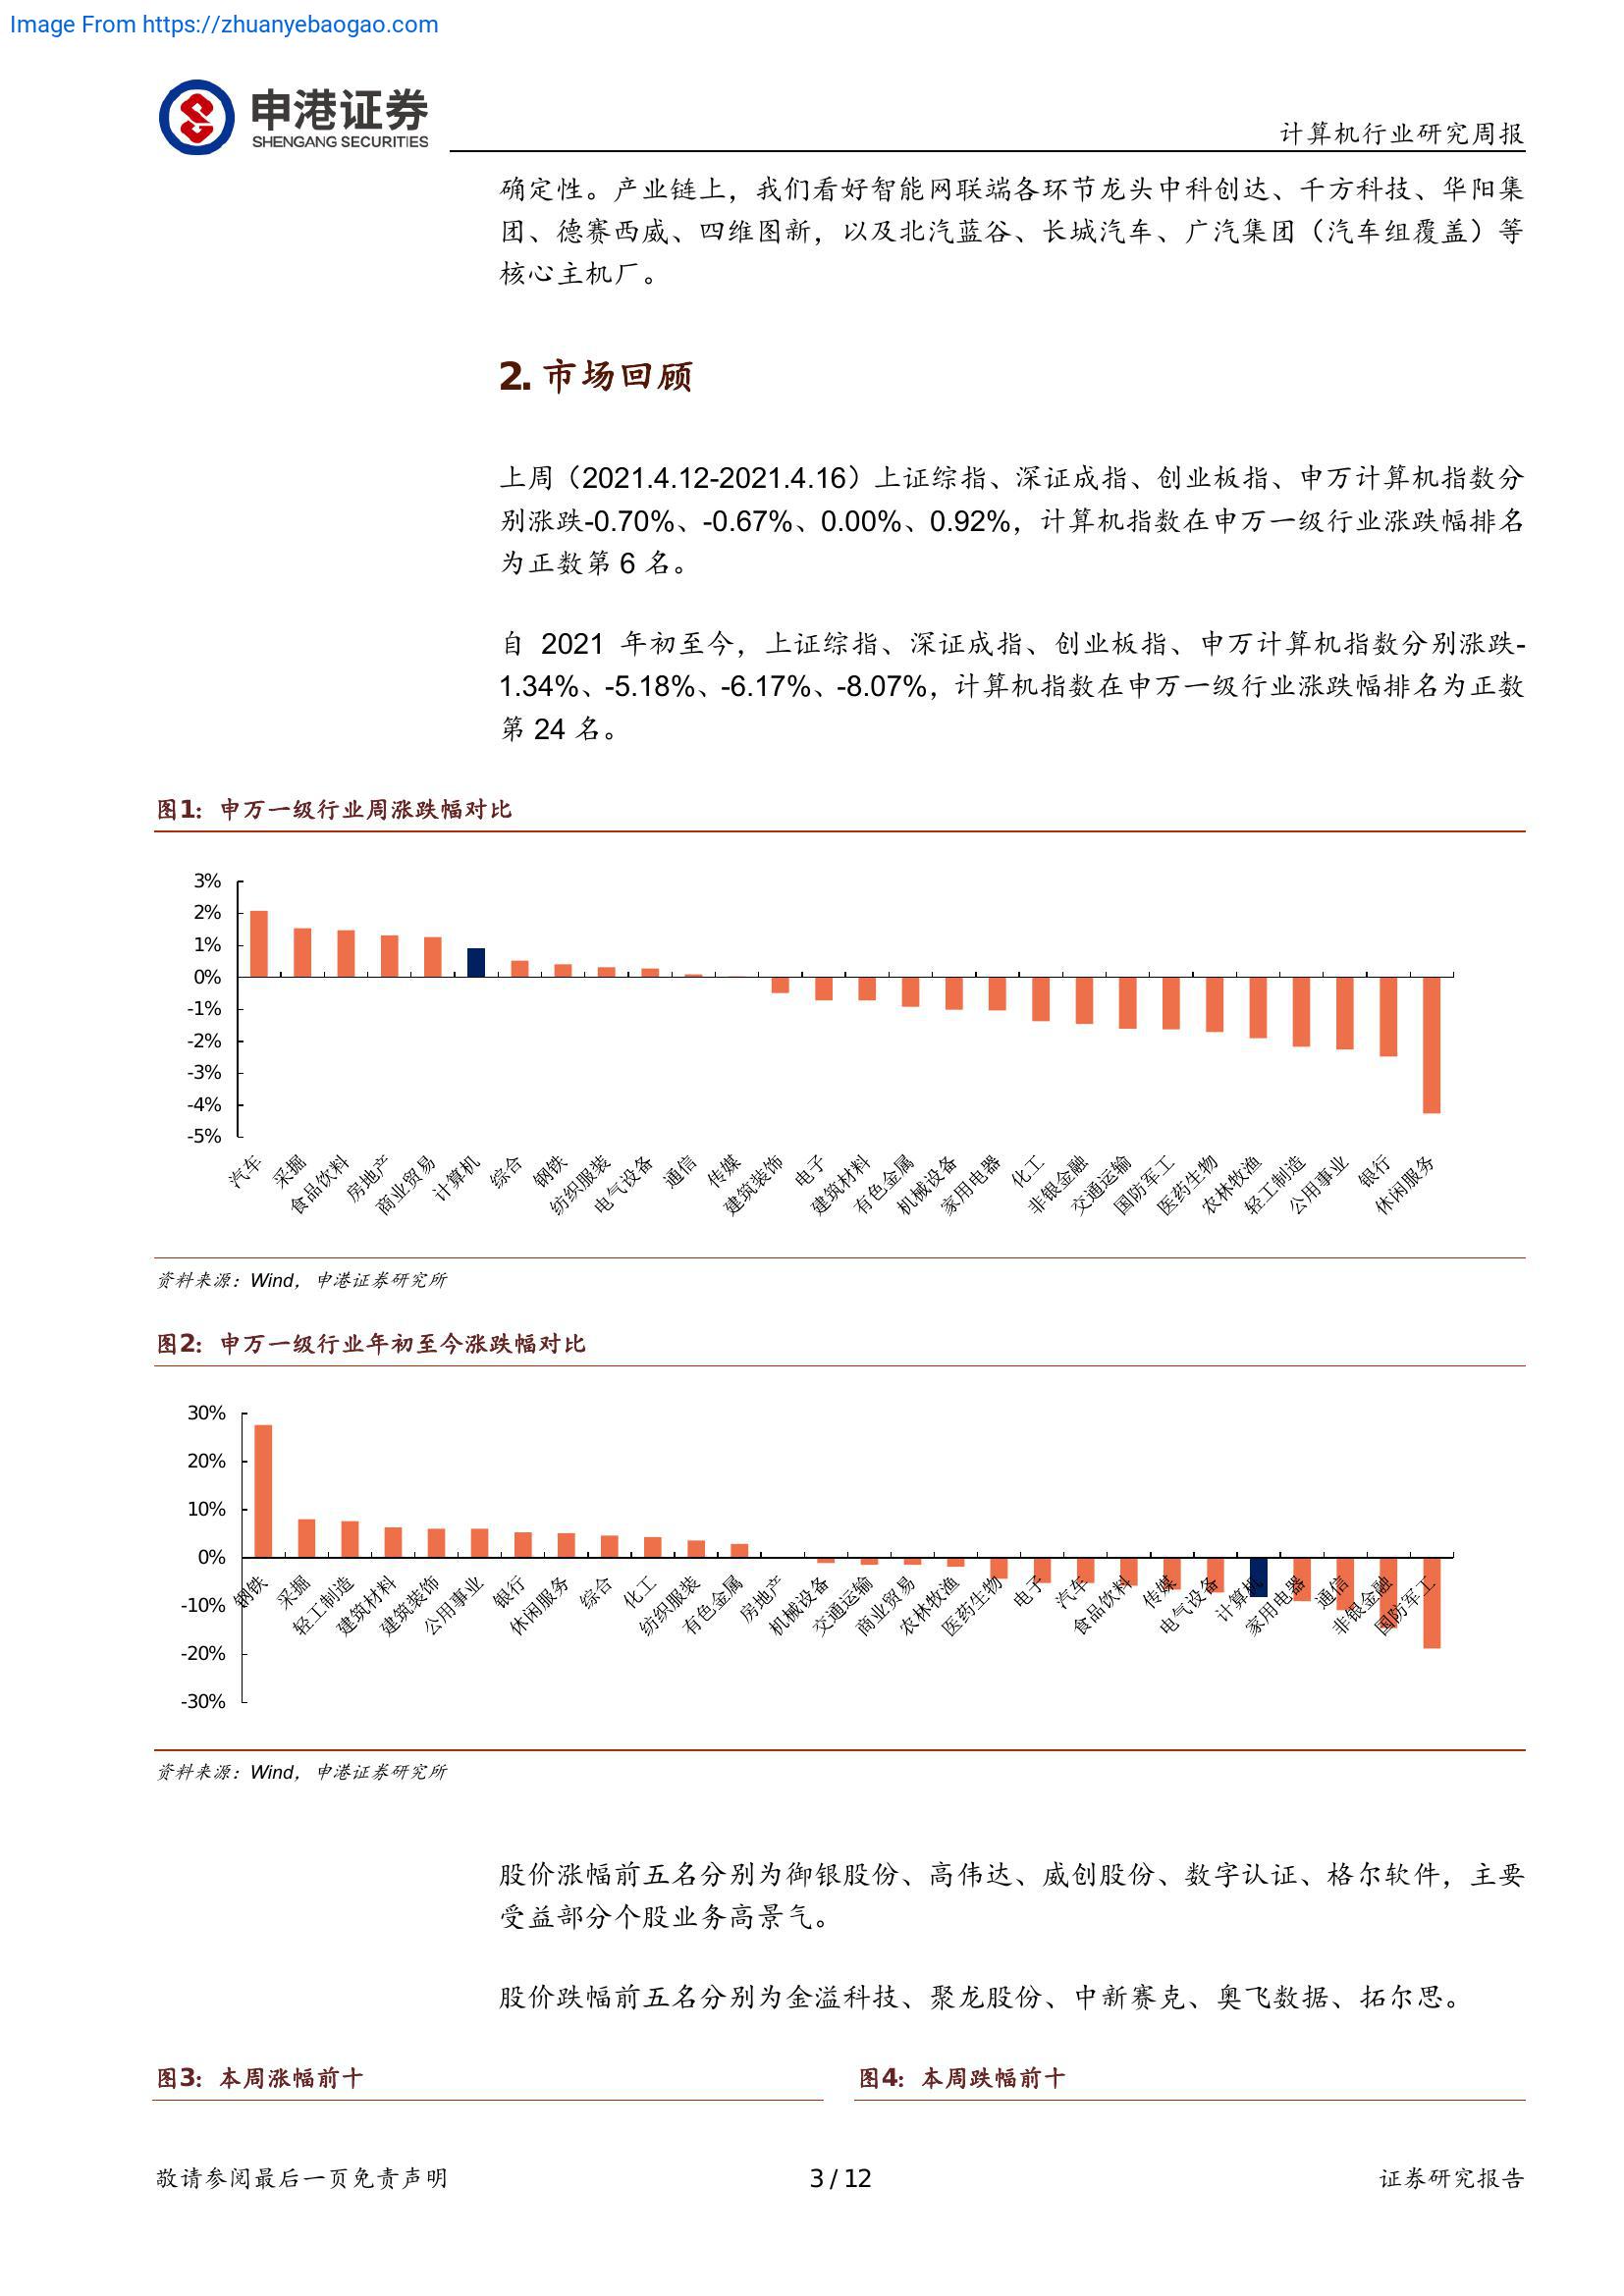 Image From https://zhuanyebaogao.com
申港证券
SHENGANG SECURITIES
计算机行业研究周报
确定性。产业链上，我们看好智能网联端各环节龙头中科创达、千方科技、华阳集
团、德赛西威、四维图新，以及北汽蓝谷、长城汽车、广汽集团（汽车组覆盖）等
核心主机厂。
2. 市场回顾
上周（2021.4.12-2021.4.16）上证综指、深证成指、创业板指、申万计算机指数分
别涨跌-0.70%、-0.67%、0.00%、0.92%，计算机指数在申万一级行业涨跌幅排名
为正数第 6 名。
自 2021 年初至今，上证综指、深证成指、创业板指、申万计算机指数分别涨跌-
1.34%、-5.18%、-6.17%、-8.07%，计算机指数在申万一级行业涨跌幅排名为正数
第 24 名。
图1：申万一级行业周涨跌幅对比
3%
2%
1%
0%
-1%
-2%
-3%
-4%
-5%
汽车 采掘 食品饮料 房地产 商业贸易 计算机 综合 钢铁 纺织服装 电气设备 通信 传媒 建筑装饰 电子 建筑材料 有色金属 机械设备 家用电器 化工 非银金融 交通运输 国防军工 医药生物 农林牧渔 轻工制造 公用事业 银行 休闲服务
资料来源：Wind，申港证券研究所
图2：申万一级行业年初至今涨跌幅对比
30%
20%
10%
0%
-10%
-20%
-30%
钢铁 采掘 轻工制造 建筑材料 建筑装饰 公用事业 银行 休闲服务 综合 化工 纺织服装 有色金属 房地产 机械设备 交通运输 商业贸易 农林牧渔 医药生物 电子 汽车 食品饮料 传媒 电气设备 计算机 家用电器 通信 非银金融 国防军工
资料来源：Wind，申港证券研究所
股价涨幅前五名分别为御银股份、高伟达、威创股份、数字认证、格尔软件，主要
受益部分个股业务高景气。
股价跌幅前五名分别为金溢科技、聚龙股份、中新赛克、奥飞数据、拓尔思。
图3：本周涨幅前十
图4：本周跌幅前十
敬请参阅最后一页免责声明
3 / 12
证券研究报告